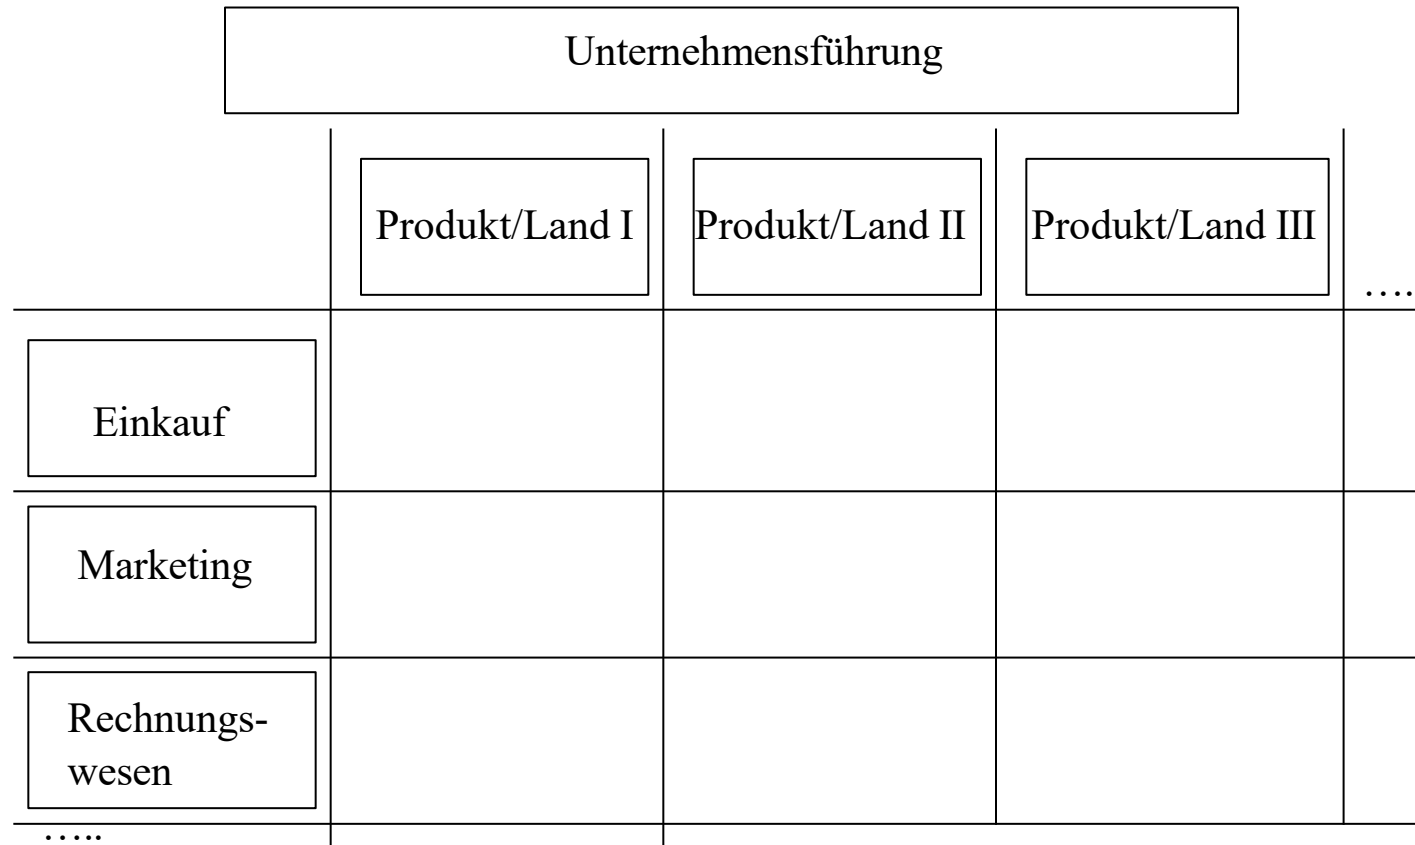 Unternehmensführung
Produkt/Land I
Produkt/Land II
Produkt/Land III
.....
Einkauf
Marketing
Rechnungs-
wesen
.....